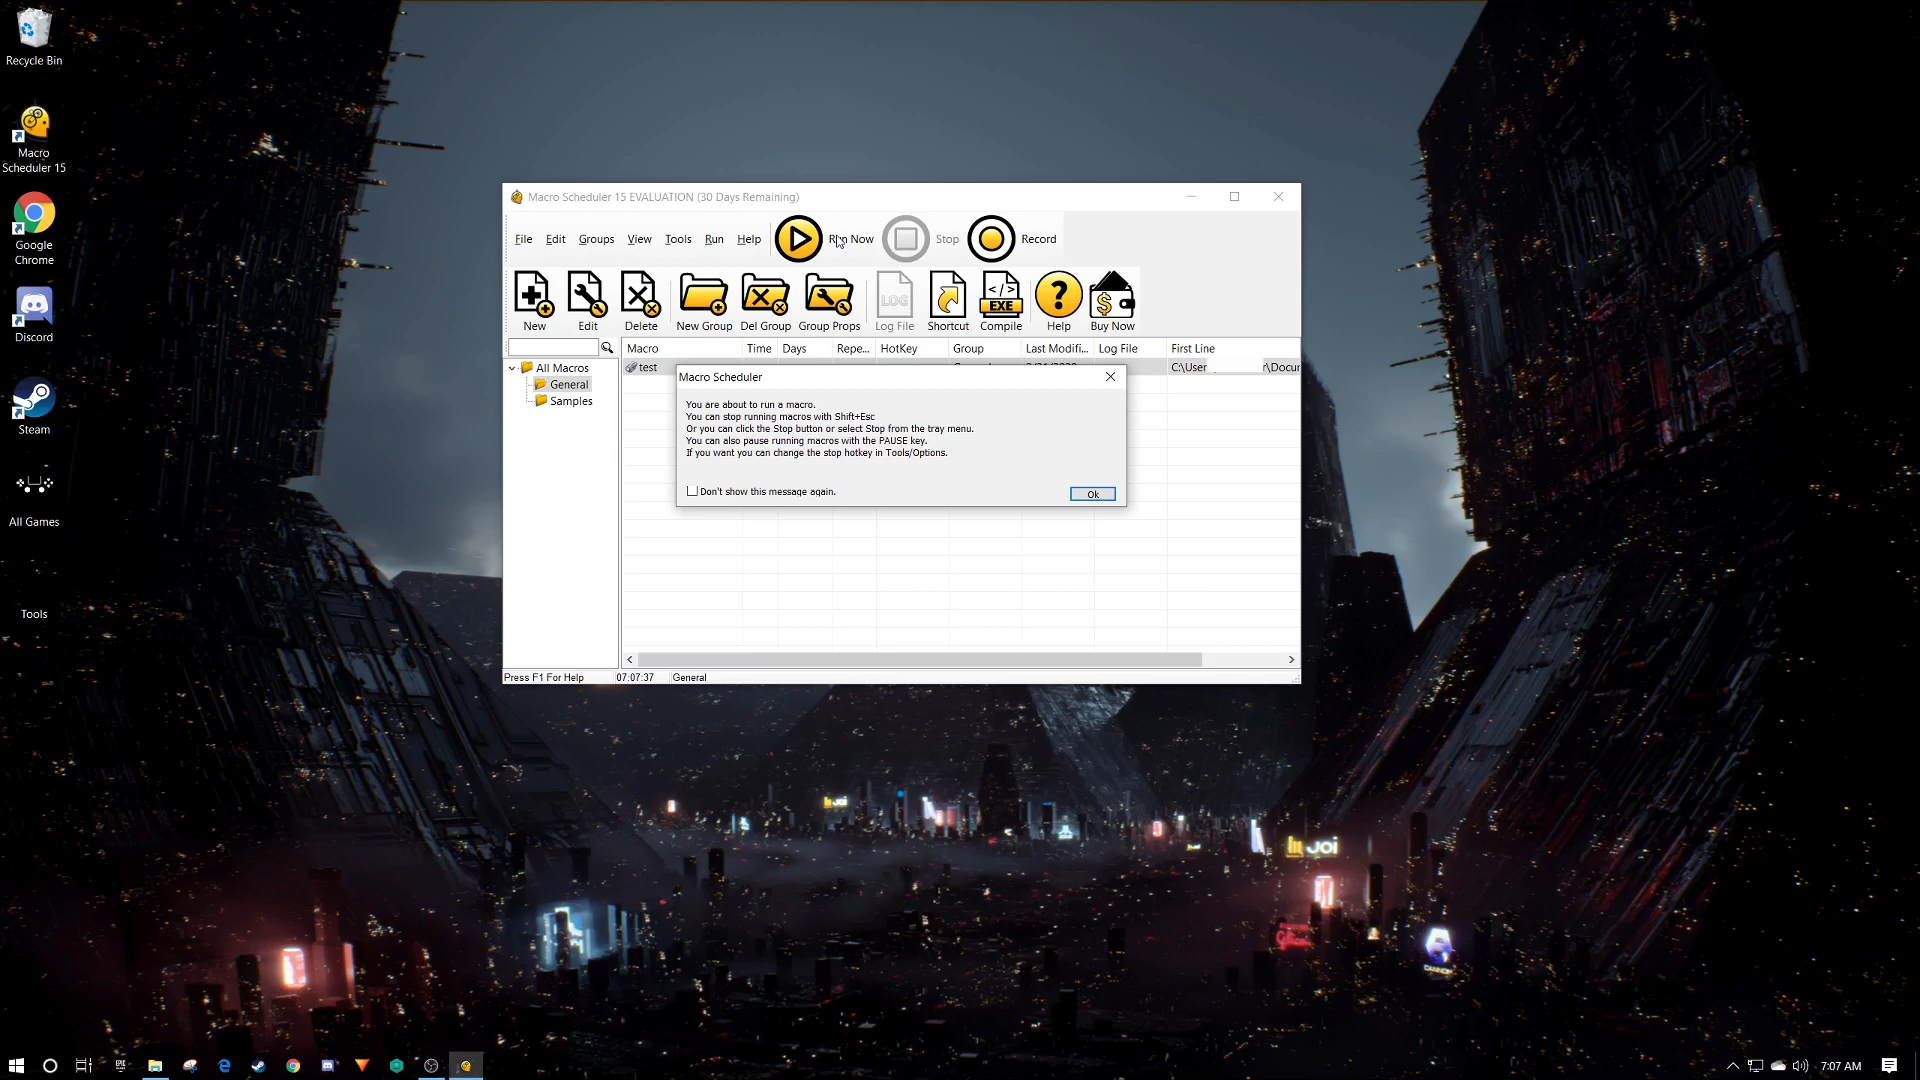 Recycle Bin
Macro
Scheduler 15
Google
Chrome
Discord
Steam
All Games
Tools
Macro Scheduler 15 EVALUATION (30 Days Remaining)
File Edit Groups View Tools Run Help Run Now Stop Record
New Edit Delete New Group Del Group Group Props Log File Shortcut Compile Help Buy Now
LOG
EXE
Macro Time Days Repe... HotKey Group Last Modifi... Log File First Line
All Macros
General
Samples
test C:\User r\Docur
Macro Scheduler
You are about to run a macro.
You can stop running macros with Shift+Esc
Or you can click the Stop button or select Stop from the tray menu.
You can also pause running macros with the PAUSE key.
If you want you can change the stop hotkey in Tools/Options.
Don't show this message again.
Ok
Press F1 For Help 07:07:37 General
JOI
7:07 AM